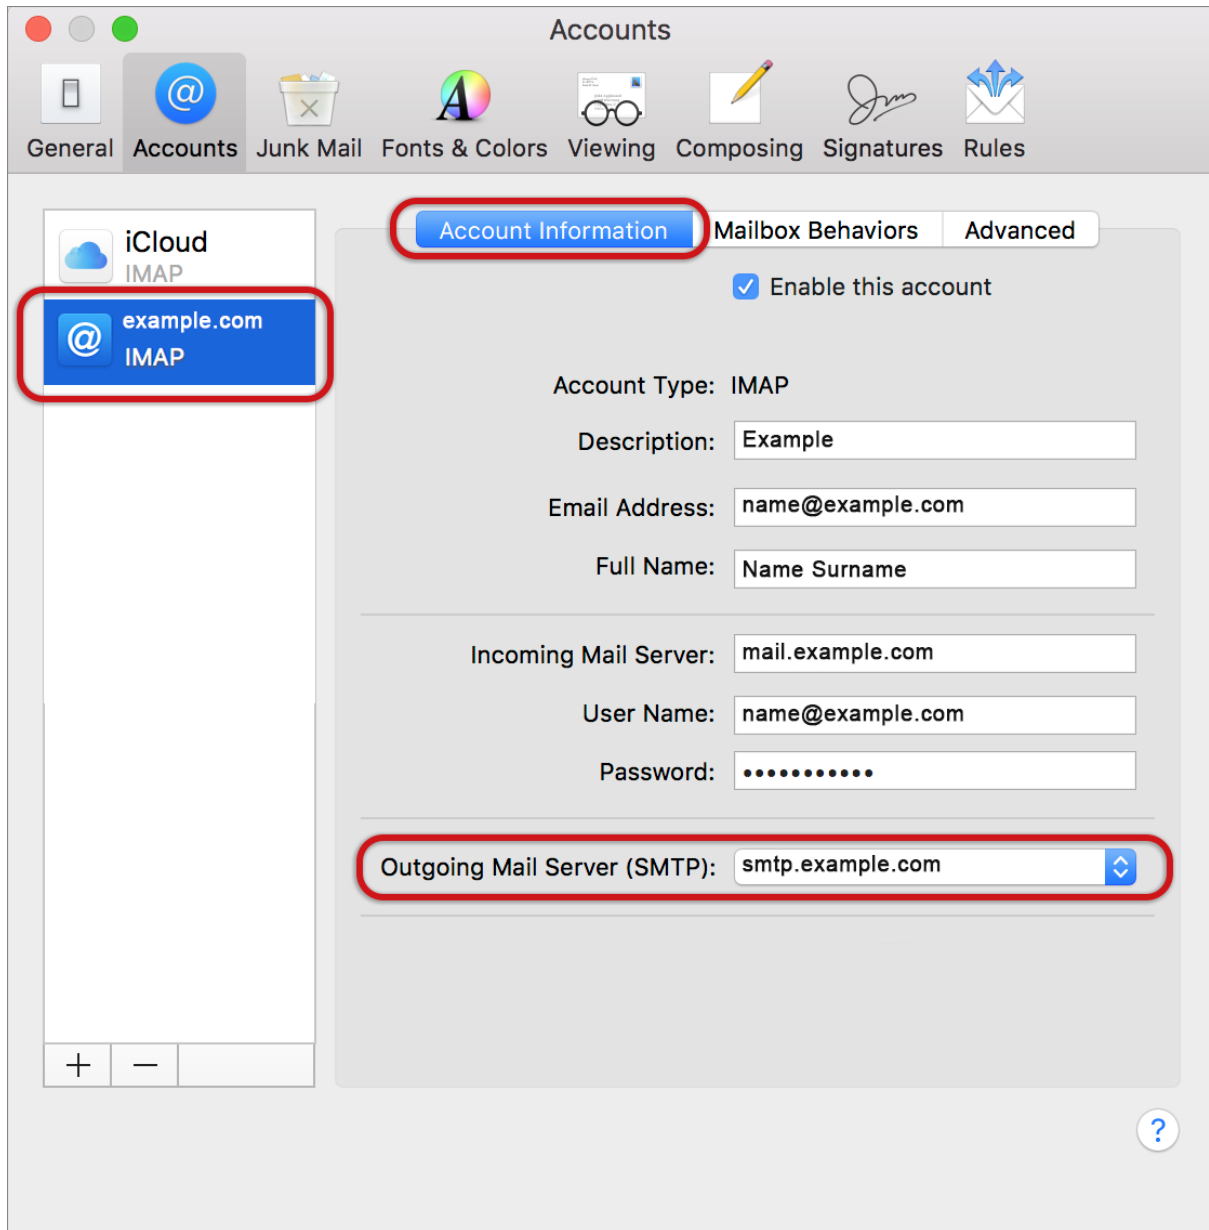 Accounts
General Accounts Junk Mail Fonts & Colors Viewing Composing Signatures Rules
iCloud
IMAP
example.com
IMAP
Account Information Mailbox Behaviors Advanced
Enable this account
Account Type: IMAP
Description: Example
Email Address: name@example.com
Full Name: Name Surname
Incoming Mail Server: mail.example.com
User Name: name@example.com
Password: •••••••••••
Outgoing Mail Server (SMTP): smtp.example.com
?